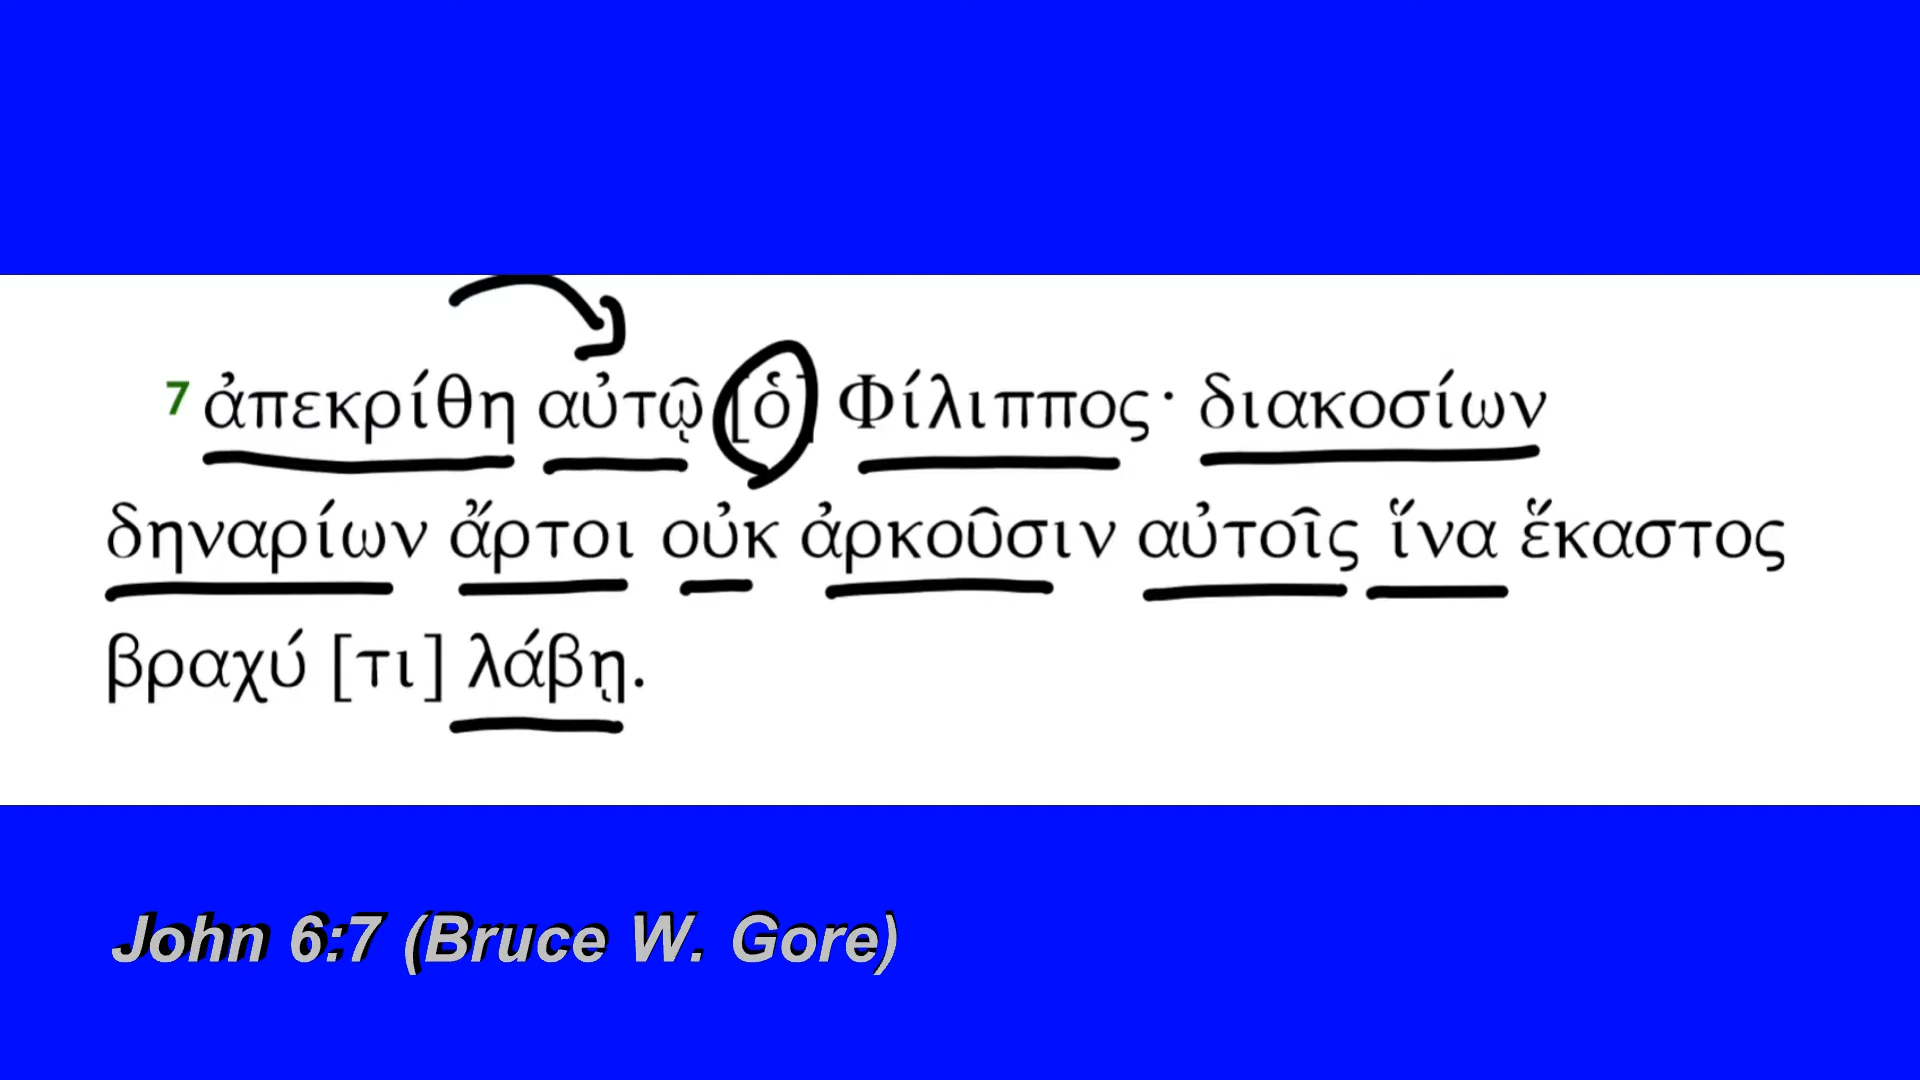 7 ἀπεκρίθη αὐτῷ [ὁ] Φίλιππος· διακοσίων
δηναρίων ἄρτοι οὐκ ἀρκοῦσιν αὐτοῖς ἵνα ἕκαστος
βραχύ [τι] λάβῃ.
John 6:7 (Bruce W. Gore)